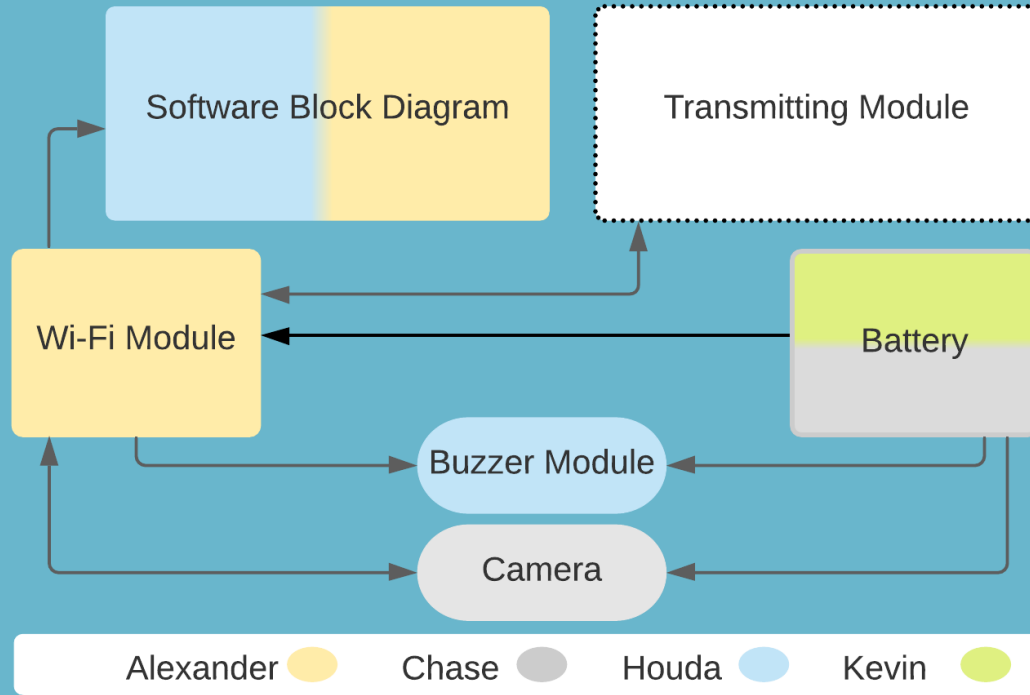 Software Block Diagram
Transmitting Module
Wi-Fi Module
Battery
Buzzer Module
Camera
Alexander Chase Houda Kevin